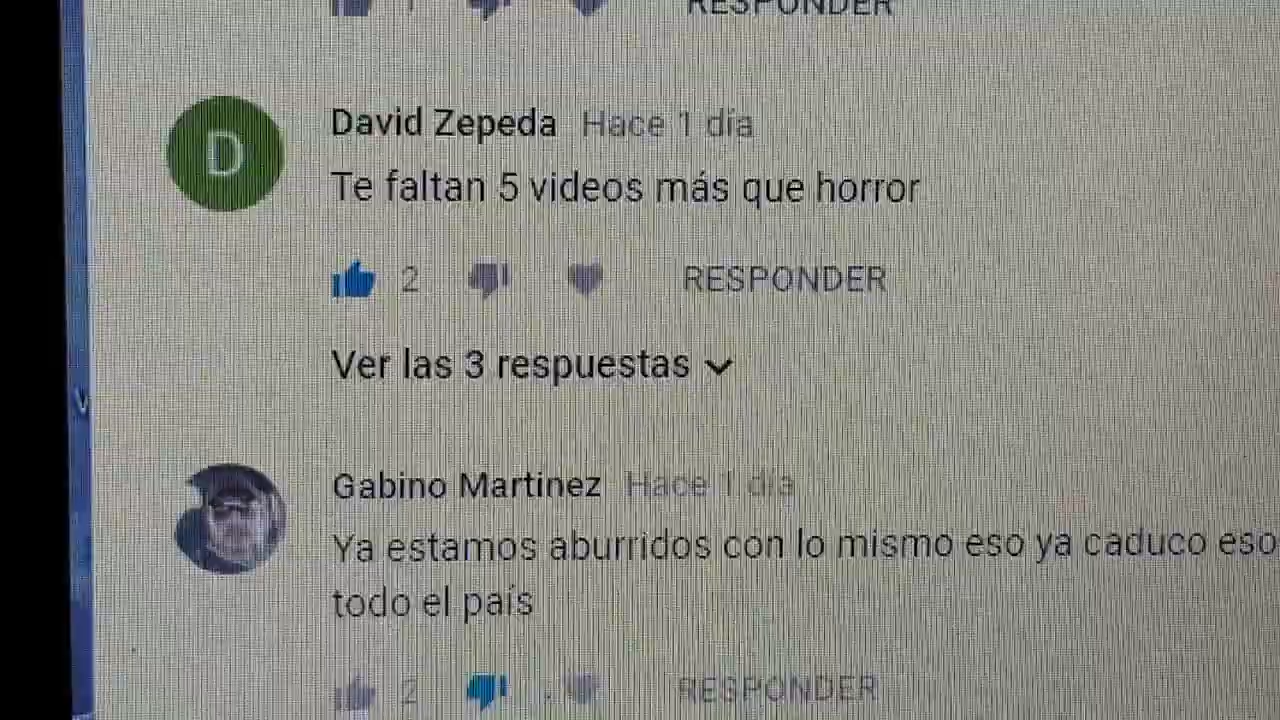 1 RESPONDER
D
David Zepeda Hace 1 día
Te faltan 5 videos más que horror
2 RESPONDER
Ver las 3 respuestas
Gabino Martinez Hace 1 día
Ya estamos aburridos con lo mismo eso ya caduco eso
todo el país
2 RESPONDER